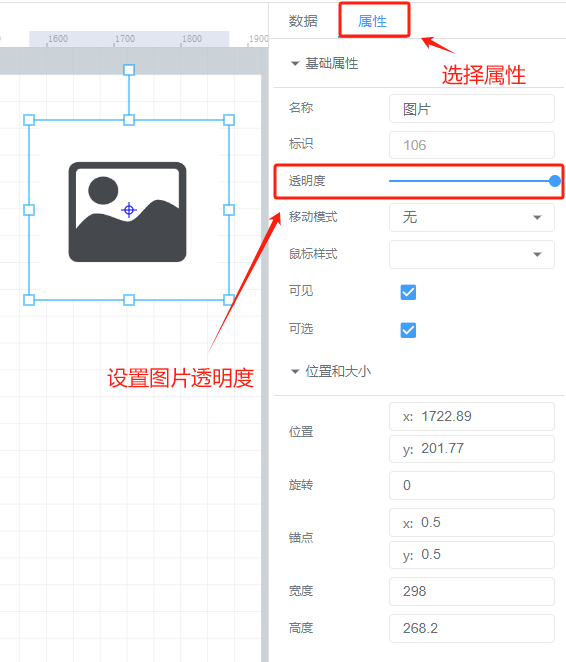 数据 属性
1600 1700 1800 1900
基础属性
选择属性
名称 图片
标识 106
透明度
移动模式 无
鼠标样式
可见
可选
设置图片透明度
位置和大小
位置 x: 1722.89
y: 201.77
旋转 0
锚点 x: 0.5
y: 0.5
宽度 298
高度 268.2